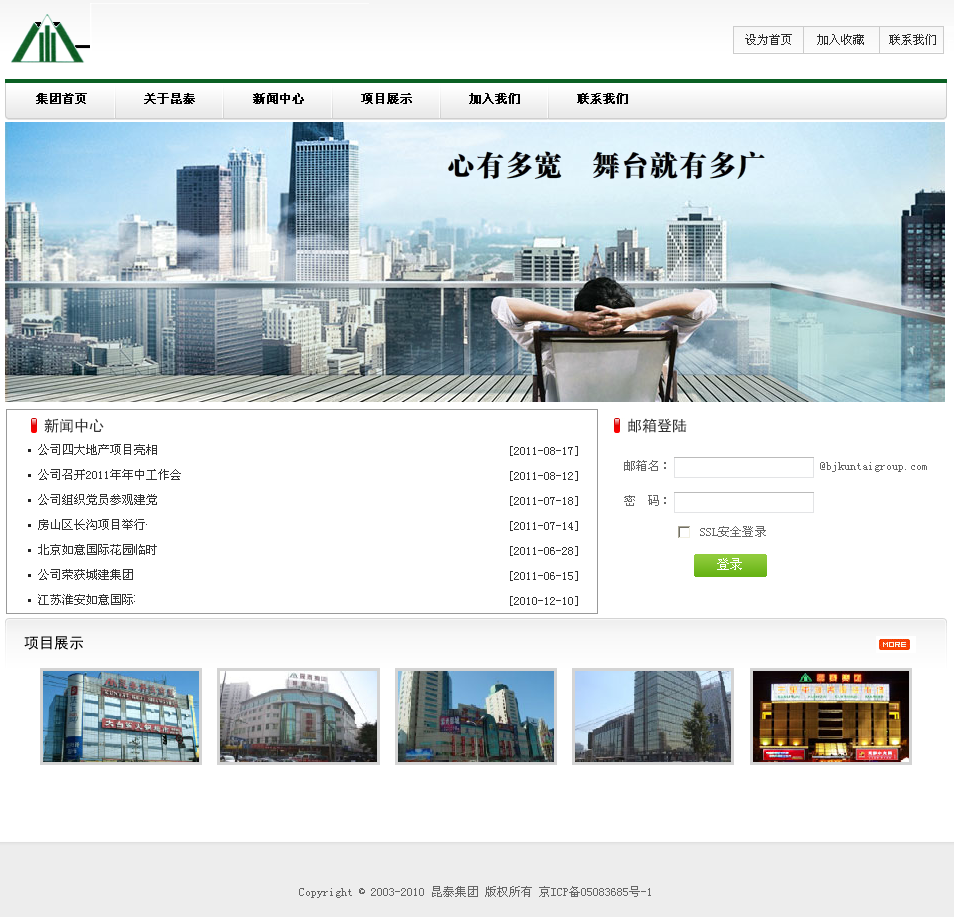 设为首页 加入收藏 联系我们
集团首页 关于昆泰 新闻中心 项目展示 加入我们 联系我们
心有多宽 舞台就有多广
新闻中心
公司四大地产项目亮相 [2011-08-17]
公司召开2011年年中工作会 [2011-08-12]
公司组织党员参观建党 [2011-07-18]
房山区长沟项目举行 [2011-07-14]
北京如意国际花园临时 [2011-06-28]
公司荣获城建集团 [2011-06-15]
江苏淮安如意国际 [2010-12-10]
邮箱登陆
邮箱名： @bjkuntaigroup.com
密 码：
SSL安全登录
登录
项目展示 MORE
Copyright © 2003-2010 昆泰集团 版权所有 京ICP备05083685号-1